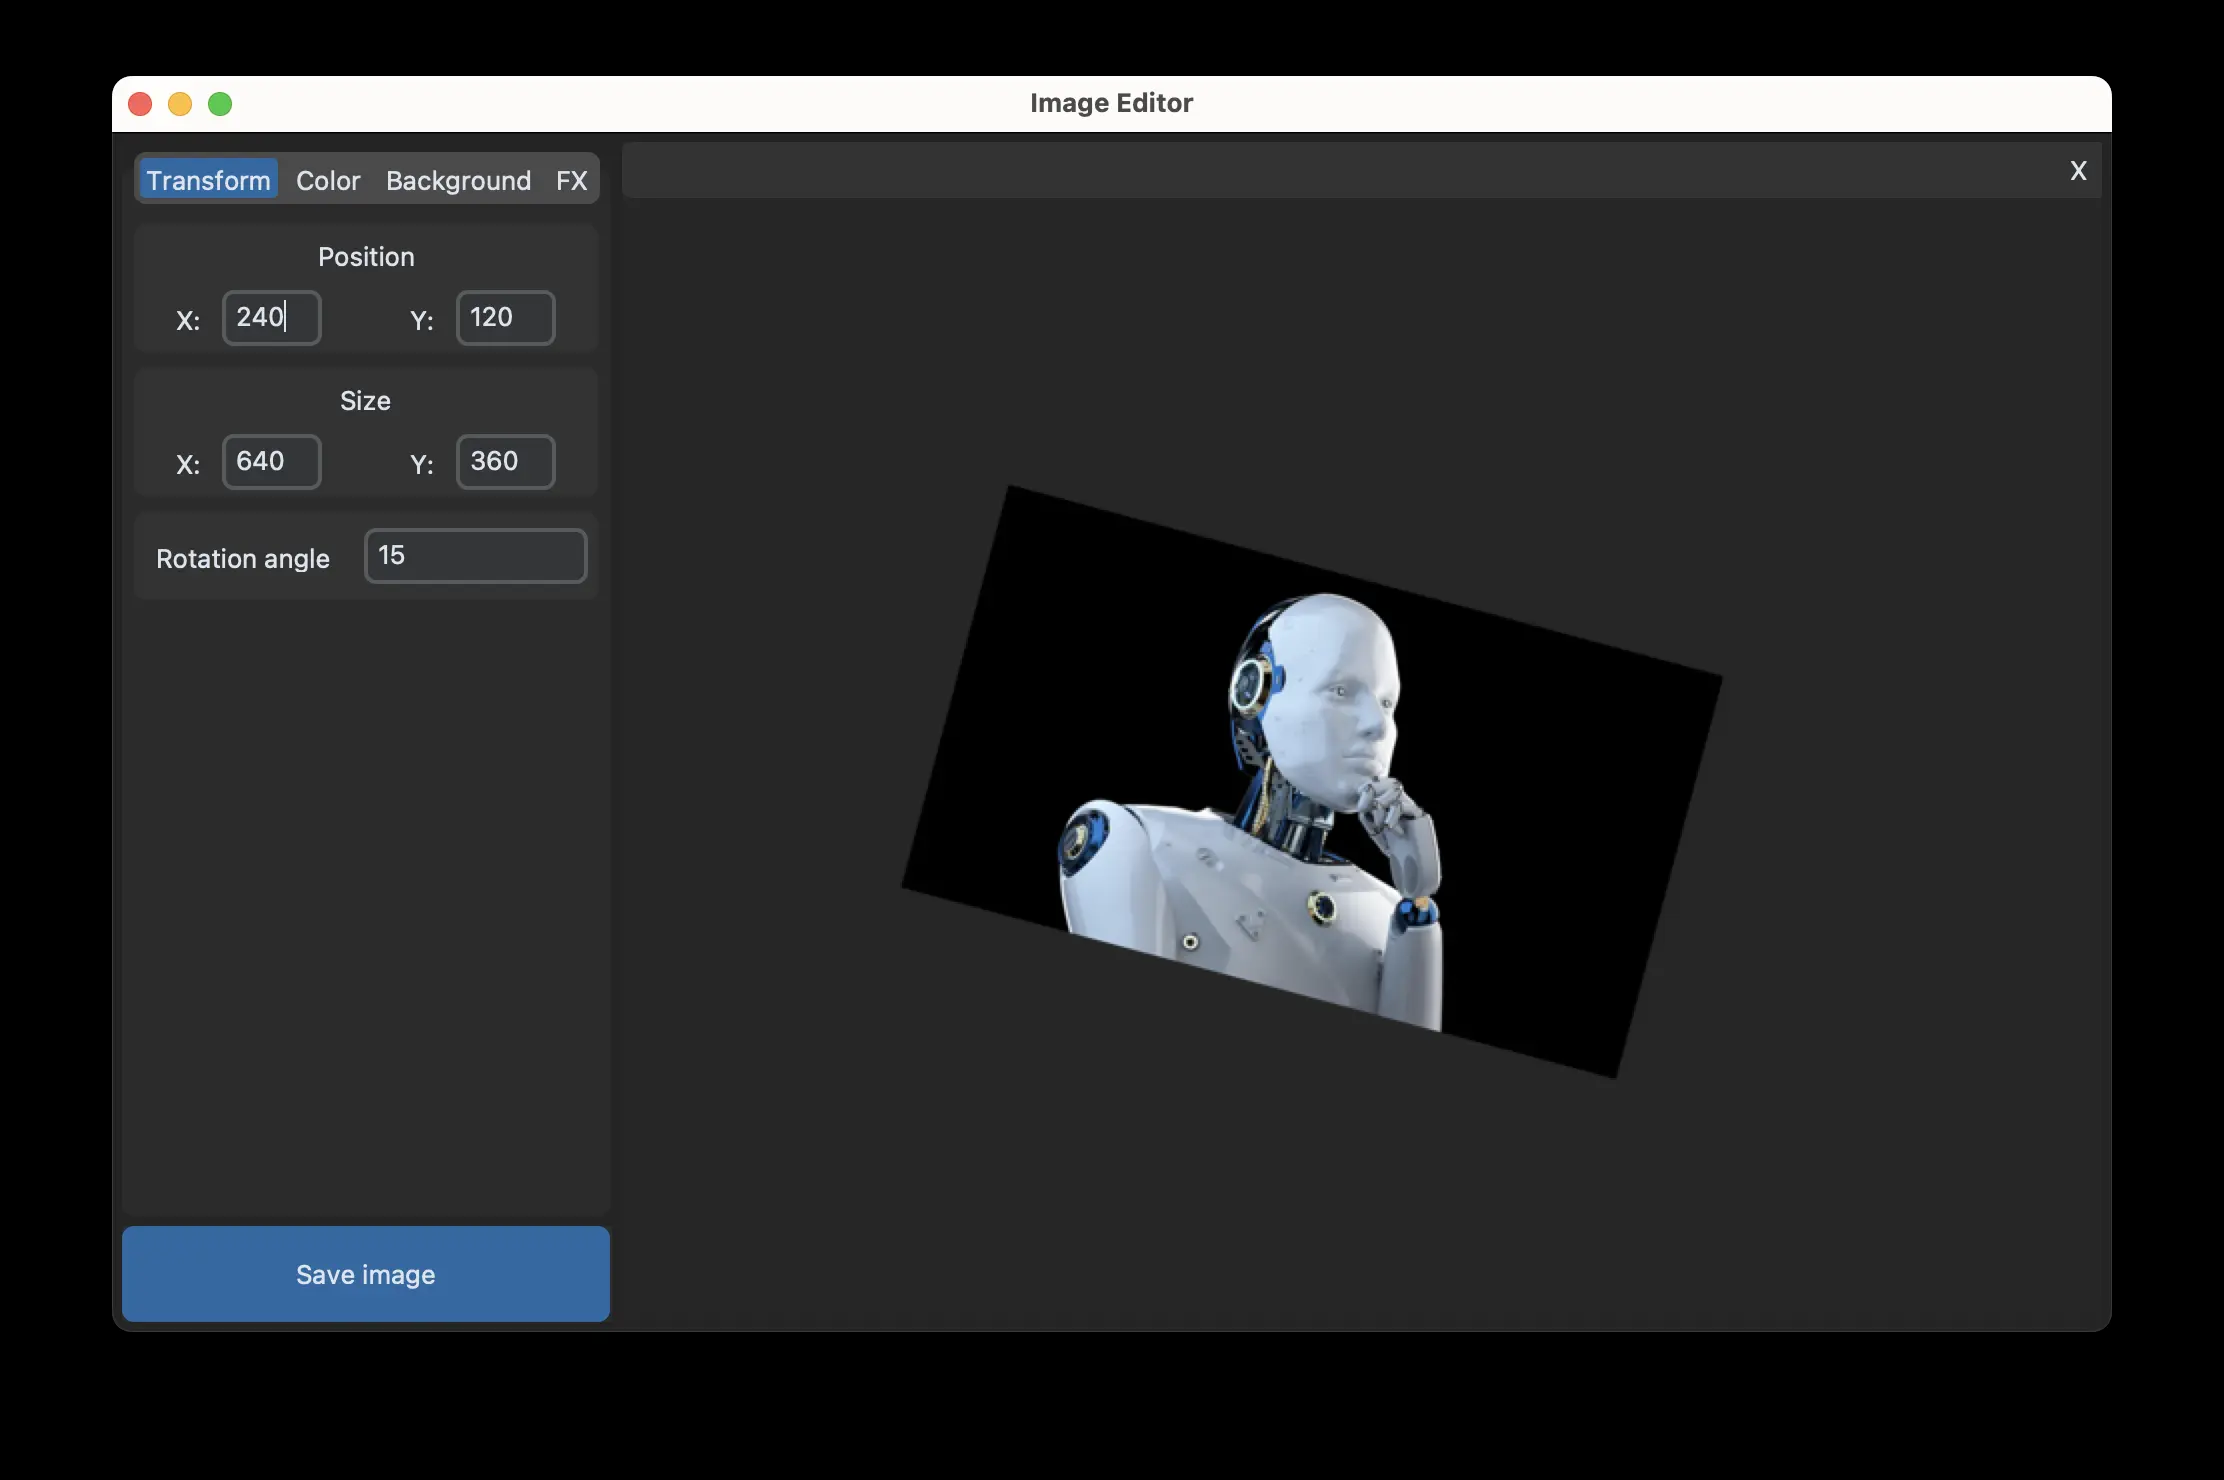 Image Editor
Transform Color Background FX
X
Position
X: 240 Y: 120
Size
X: 640 Y: 360
Rotation angle 15
Save image